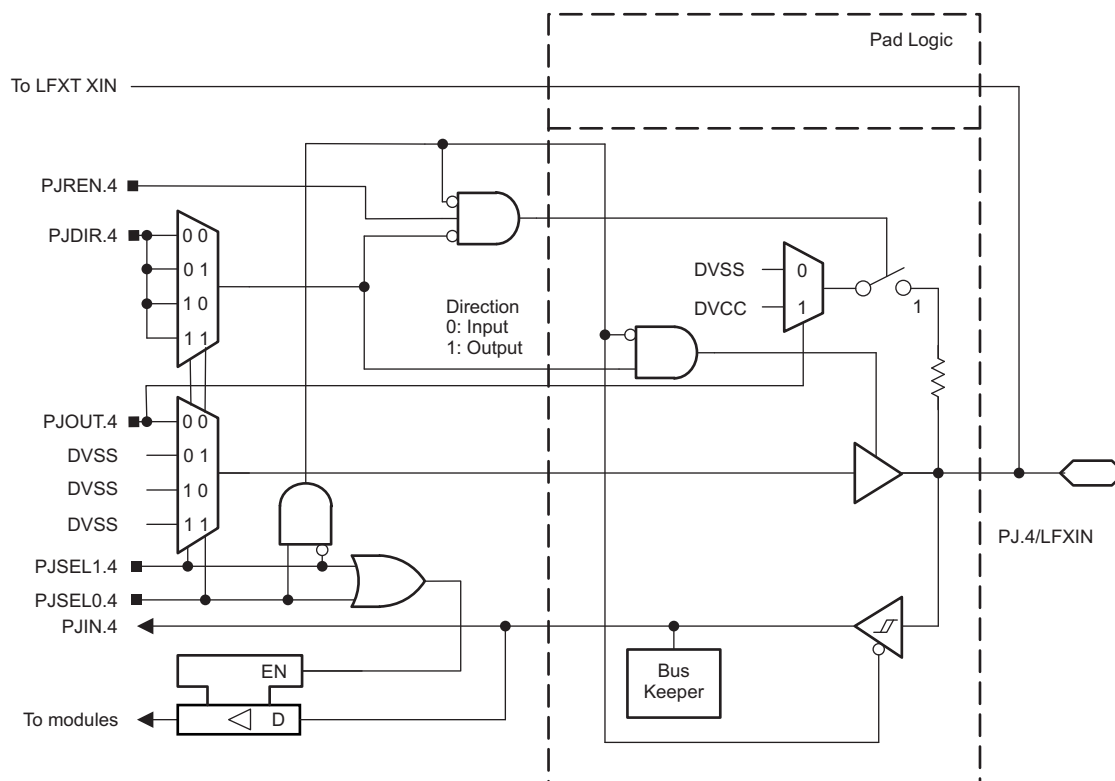 Pad Logic
To LFXT XIN
PJREN.4
PJDIR.4
0 0
0 1
1 0
1 1
DVSS
0
DVCC
1
1
Direction
0: Input
1: Output
PJOUT.4
0 0
DVSS
0 1
DVSS
1 0
DVSS
1 1
PJ.4/LFXIN
PJSEL1.4
PJSEL0.4
PJIN.4
EN
Bus
Keeper
To modules
D